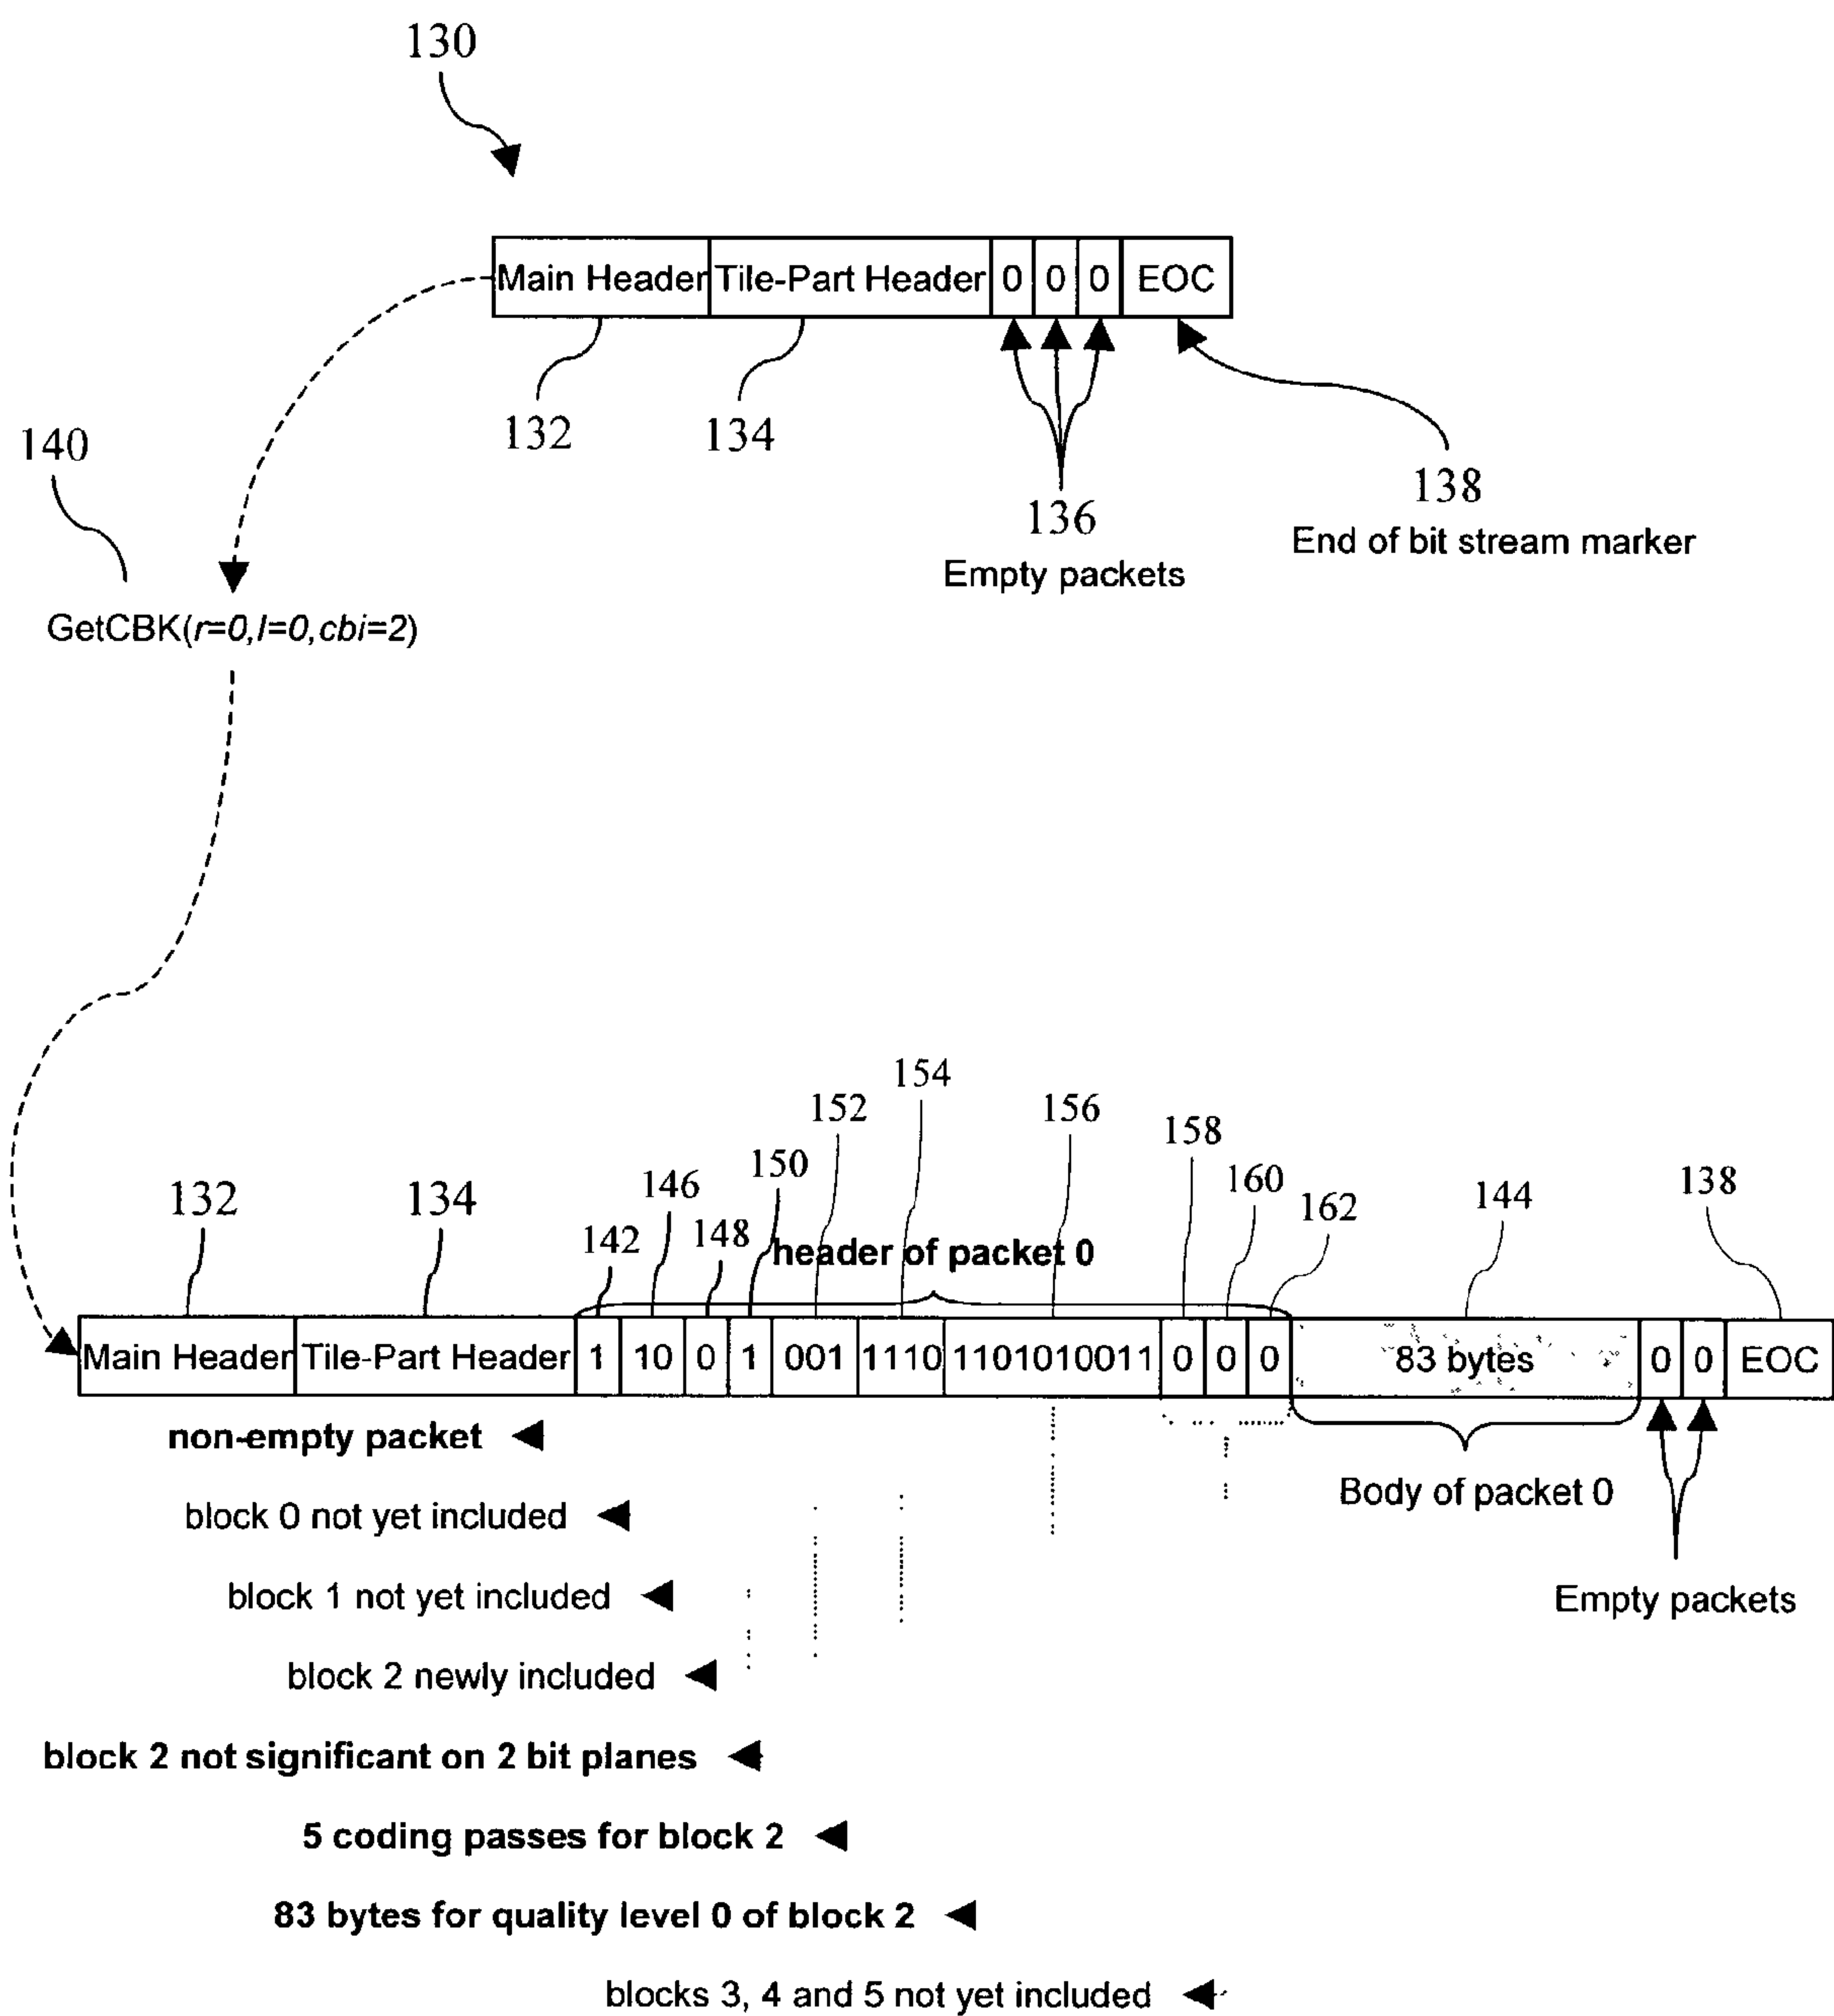 130
Main Header Tile-Part Header 0 0 0 EOC
132 134
140
138
136
End of bit stream marker
Empty packets
GetCBK(r=0,l=0,cbi=2)
154
152 156
158
150
146 160
132 134 138
144
162
142 148
header of packet 0
Main Header Tile-Part Header 1 10 0 1 001 1110 1101010011 0 0 0 83 bytes 0 0 EOC
non-empty packet
Body of packet 0
block 0 not yet included
block 1 not yet included
Empty packets
block 2 newly included
block 2 not significant on 2 bit planes
5 coding passes for block 2
83 bytes for quality level 0 of block 2
blocks 3, 4 and 5 not yet included